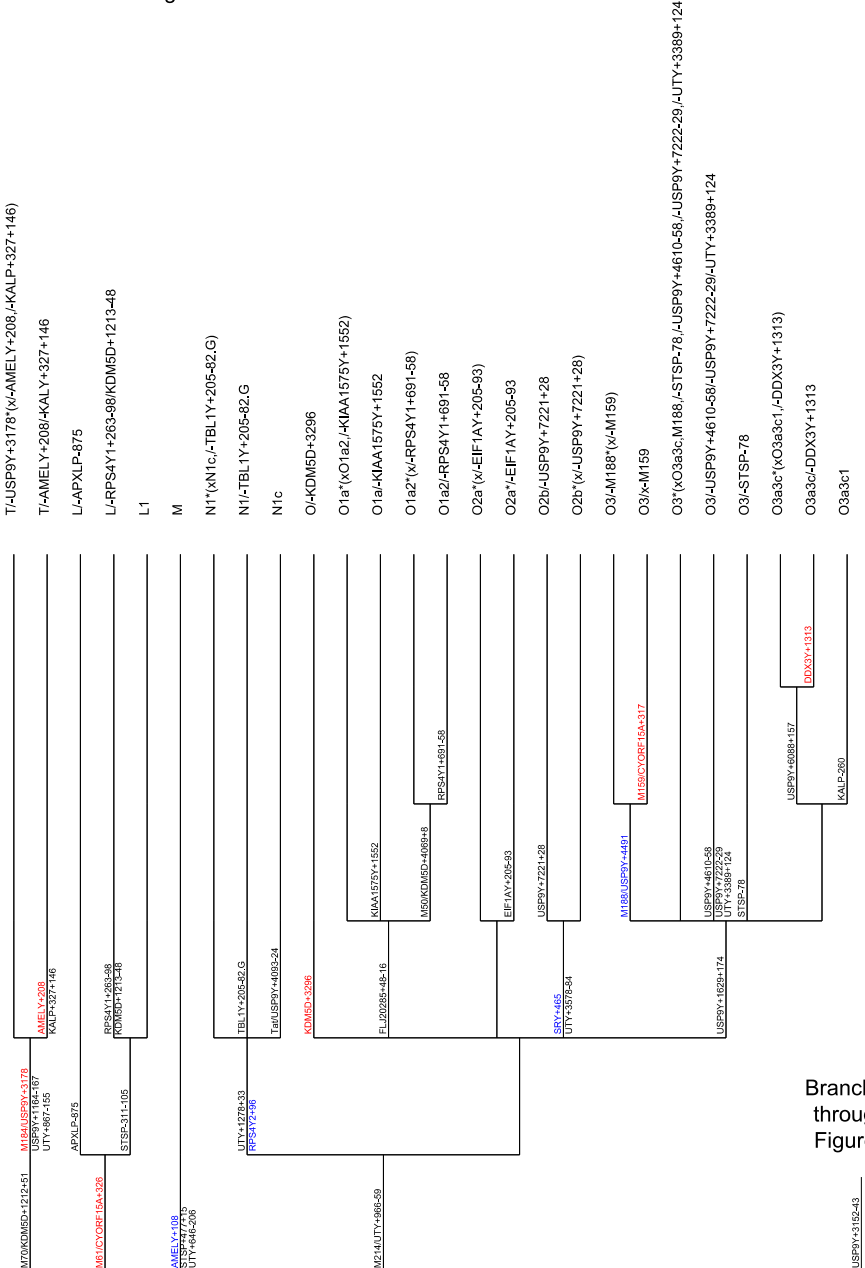 T/-USP9Y+3178*(x/-AMELY+208,/-KALP+327+146)
T/-AMELY+208/-KALY+327+146
L/-APXLP-875
L/-RPS4Y1+263-98/KDM5D+1213-48
L1
M
N1*(xN1c,/-TBL1Y+205-82.G)
N1/-TBL1Y+205-82.G
N1c
O/-KDM5D+3296
O1a*(xO1a2,/-KIAA1575Y+1552)
O1a/-KIAA1575Y+1552
O1a2*(x/-RPS4Y1+691-58)
O1a2/-RPS4Y1+691-58
O2a*(x/-EIF1AY+205-93)
O2a*/-EIF1AY+205-93
O2b/-USP9Y+7221+28
O2b*(x/-USP9Y+7221+28)
O3/-M188*(x/-M159)
O3/x-M159
O3*(xO3a3c,M188,/-STSP-78,/-USP9Y+4610-58,/-USP9Y+7222-29,/-UTY+3389+124
O3/-USP9Y+4610-58/-USP9Y+7222-29/-UTY+3389+124
O3/-STSP-78
O3a3c*(xO3a3c1,/-DDX3Y+1313)
O3a3c/-DDX3Y+1313
O3a3c1
DDX3Y+1313
M159/CYORF15A+317
RPS4Y1+691-58
USP9Y+6088+157
KALP-260
KIAA1575Y+1552
M50/KDM5D+4069+8
EIF1AY+205-93
USP9Y+7221+28
M188/USP9Y+4491
USP9Y+4610-58
USP9Y+7222-29
UTY+3389+124
STSP-78
AMELY+208
KALP+327+146
RPS4Y1+263-98
KDM5D+1213-48
TBL1Y+205-82.G
Tat/USP9Y+4093-24
KDM5D+3296
FLJ20285+48-16
SRY+465
UTY+3578-84
USP9Y+1629+174
M184/USP9Y+3178
USP9Y+1164-167
UTY+867-155
APXLP-875
STSP-311-105
UTY+1278+33
RPS4Y2+96
M70/KDM5D+1212+51
M61/CYORF15A+326
AMELY+108
STSP+477+15
UTY+646-206
M214/UTY+966-59
USP9Y+3152-43
Branc
throu
Figur